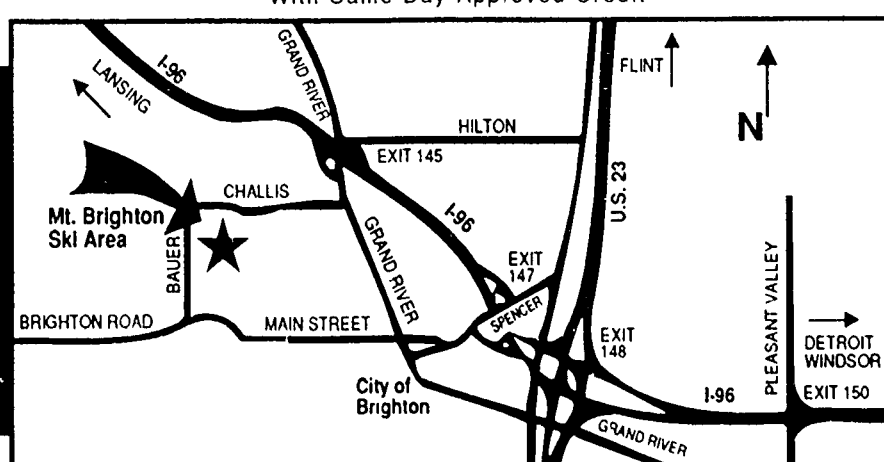 With Same Day Approved Credit
GRAND RIVER
I-96
LANSING
FLINT
N
HILTON
EXIT 145
U.S. 23
CHALLIS
Mt. Brighton
Ski Area
I-96
GRAND RIVER
BAUER
EXIT
147
SPENCER
PLEASANT VALLEY
BRIGHTON ROAD
MAIN STREET
EXIT
148
DETROIT
WINDSOR
City of
Brighton
I-96
EXIT 150
GRAND RIVER